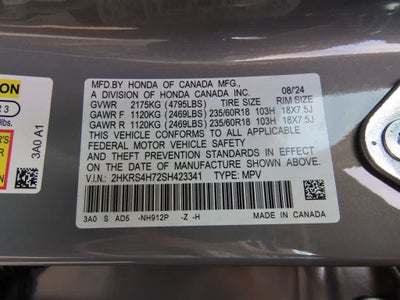 MFD.BY HONDA OF CANADA MFG.,
A DIVISION OF HONDA CANADA INC. 08/24
GVWR 2175KG (4795LBS) TIRE SIZE RIM SIZE
GAWR F 1120KG (2469LBS) 235/60R18 103H 18X7.5J
GAWR R 1120KG (2469LBS) 235/60R18 103H 18X7.5J
THIS VEHICLE CONFORMS TO ALL APPLICABLE
FEDERAL MOTOR VEHICLE SAFETY
AND THEFT PREVENTION STANDARDS IN EFFECT
ON THE DATE OF MANUFACTURE SHOWN ABOVE.
V.I.N.: 2HKRS4H72SH423341 TYPE: MPV
3A0 S AD5 -NH912P -Z -H MADE IN CANADA
3A0 A1
ION
R 3
lbs.